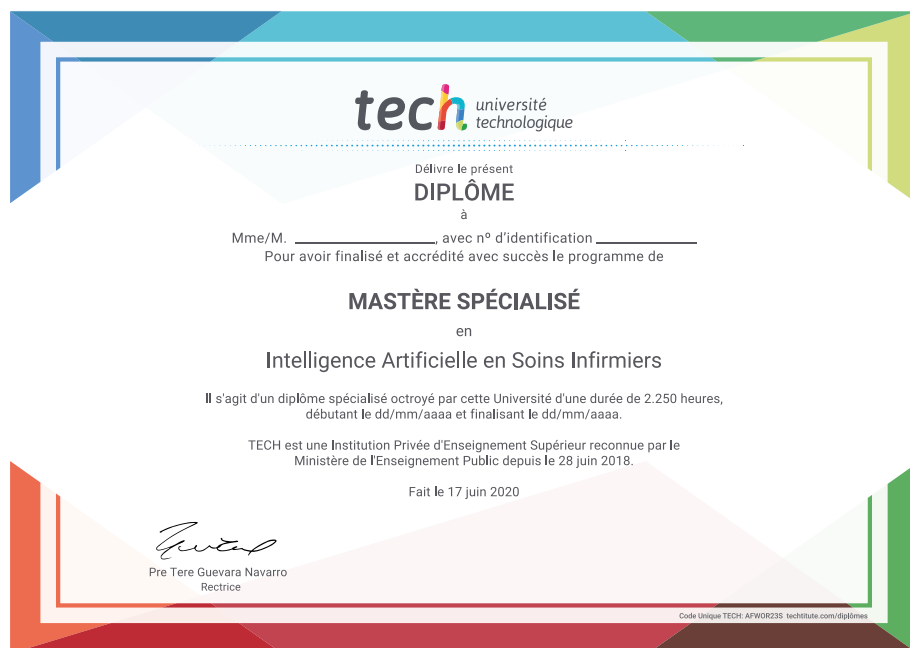 tech université
technologique
Délivre le présent
DIPLÔME
à
Mme/M. ______________, avec nº d'identification __________
Pour avoir finalisé et accrédité avec succès le programme de
MASTÈRE SPÉCIALISÉ
en
Intelligence Artificielle en Soins Infirmiers
Il s'agit d'un diplôme spécialisé octroyé par cette Université d'une durée de 2.250 heures,
débutant le dd/mm/aaaa et finalisant le dd/mm/aaaa.
TECH est une Institution Privée d'Enseignement Supérieur reconnue par le
Ministère de l'Enseignement Public depuis le 28 juin 2018.
Fait le 17 juin 2020
Pre Tere Guevara Navarro
Rectrice
Code Unique TECH: AFWOR23S techtitute.com/diplômes